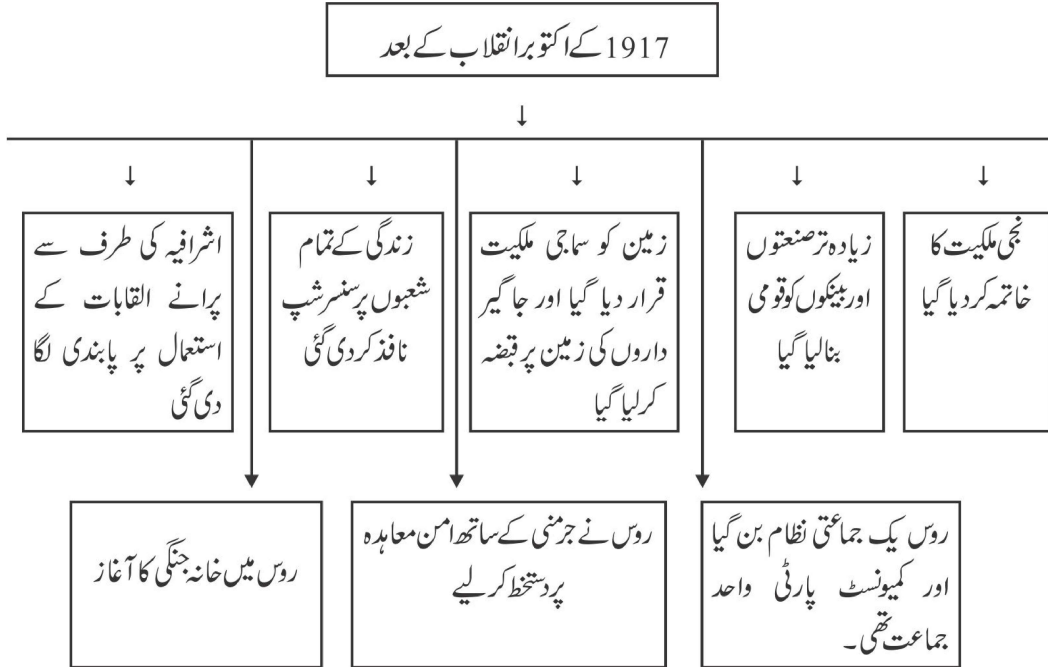 1917 کے اکتوبر انقلاب کے بعد
نجی ملکیت کا
خاتمہ کر دیا گیا
زیادہ تر صنعتوں
اور بینکوں کو قومی
بنا لیا گیا
زمین کو سماجی ملکیت
قرار دیا گیا اور جاگیر
داروں کی زمین پر قبضہ
کر لیا گیا
زندگی کے تمام
شعبوں پر سنسر شپ
نافذ کر دی گئی
اشرافیہ کی طرف سے
پرانے القابات کے
استعمال پر پابندی لگا
دی گئی
روس یک جماعتی نظام بن گیا
اور کمیونسٹ پارٹی واحد
جماعت تھی۔
روس نے جرمنی کے ساتھ امن معاہدہ
پر دستخط کر لیے
روس میں خانہ جنگی کا آغاز